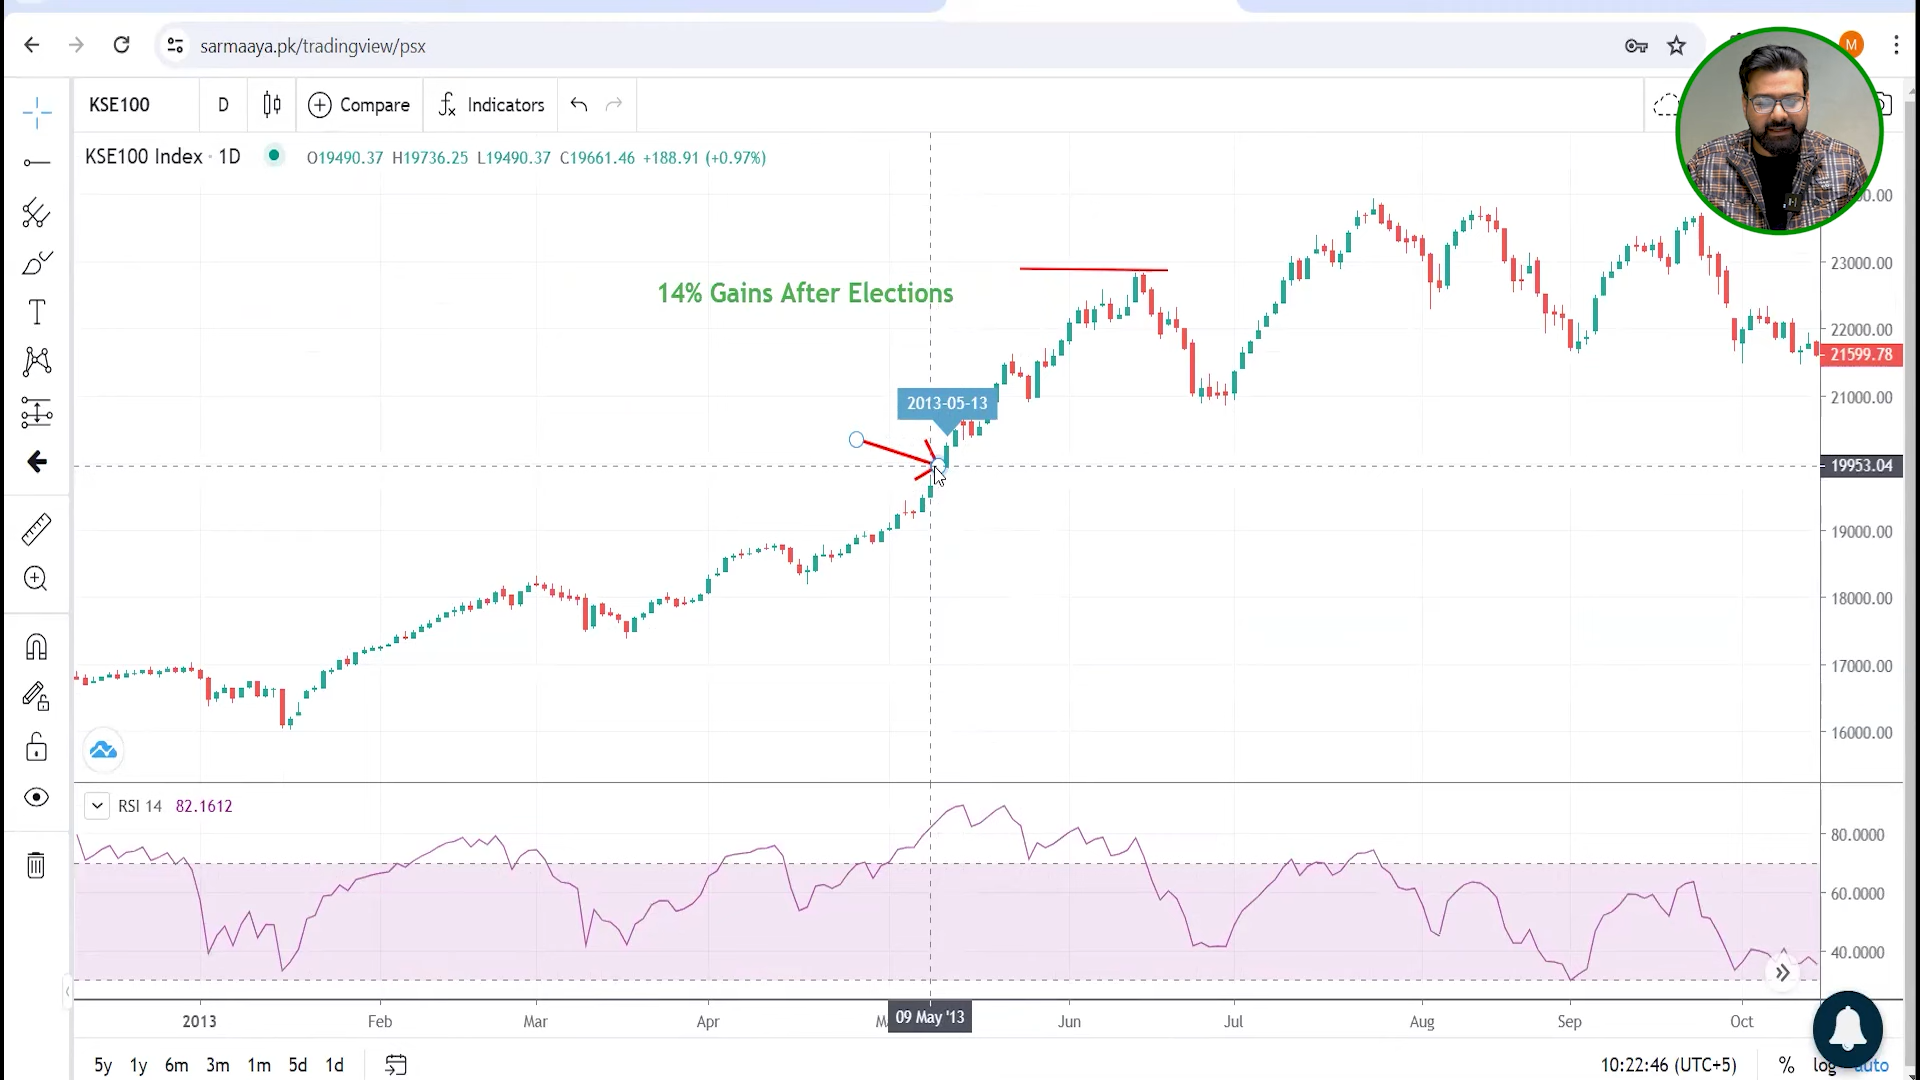 sarmaaya.pk/tradingview/psx
M
KSE100 D Compare Indicators
KSE100 Index · 1D O19490.37 H19736.25 L19490.37 C19661.46 +188.91 (+0.97%)
14% Gains After Elections
2013-05-13
23000.00
22000.00
21599.78
21000.00
19953.04
19000.00
18000.00
17000.00
16000.00
RSI 14 82.1612
80.0000
60.0000
40.0000
2013 Feb Mar Apr 09 May '13 Jun Jul Aug Sep Oct
5y 1y 6m 3m 1m 5d 1d 10:22:46 (UTC+5) % log auto